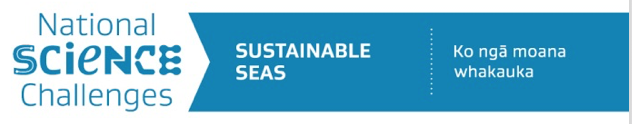 National
SCIENCE
Challenges
SUSTAINABLE
SEAS
Ko ngā moana
whakauka